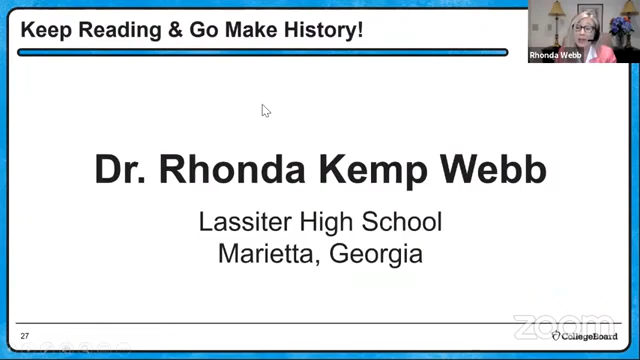 Keep Reading & Go Make History!
Rhonda Webb
Dr. Rhonda Kemp Webb
Lassiter High School
Marietta, Georgia
zoom
27
CollegeBoard